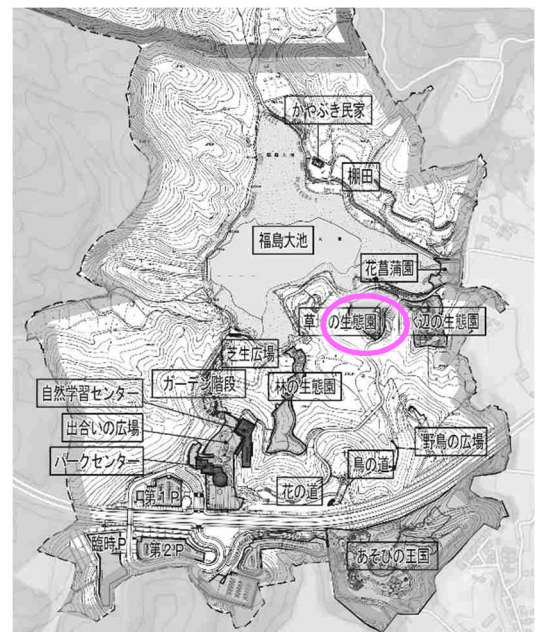 かやぶき民家
棚田
福島大池
花菖蒲園
草
の生態園
辺の生態園
芝生広場
ガーデン階段
林の生態園
自然学習センター
出合いの広場
パークセンター
野鳥の広場
鳥の道
花の道
第1P
臨時P
第2P
あそびの王国